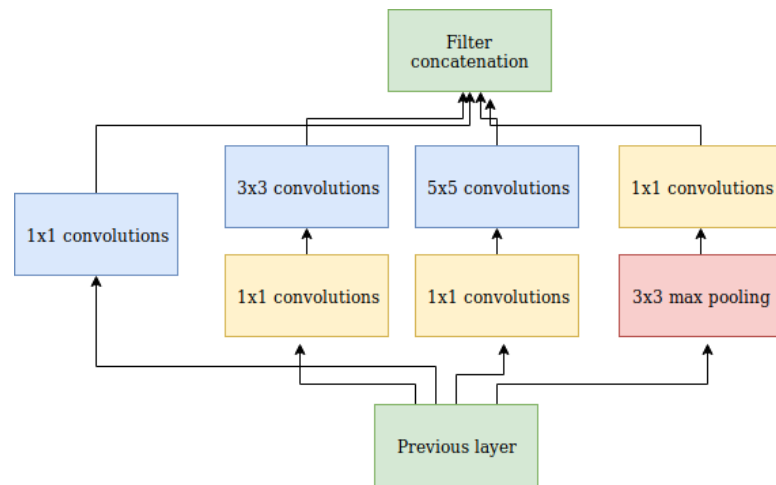 Filter
concatenation
3x3 convolutions
5x5 convolutions
1x1 convolutions
1x1 convolutions
1x1 convolutions
1x1 convolutions
3x3 max pooling
Previous layer